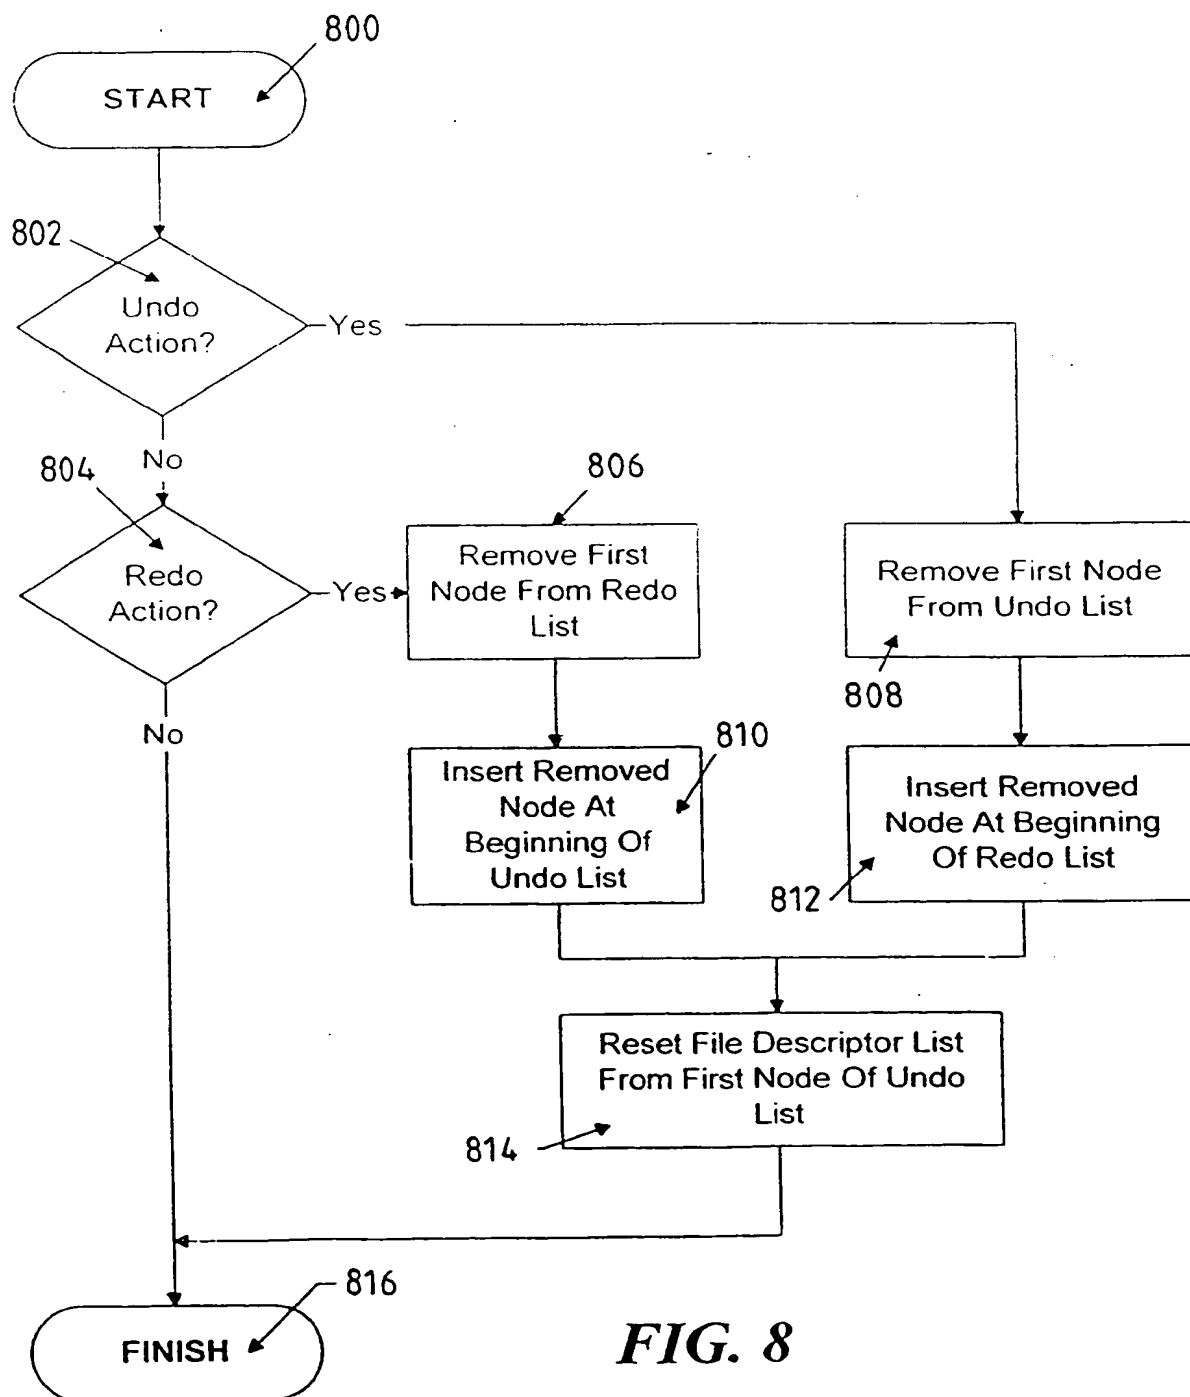 800
START
802
Undo
Action?
Yes
No
804
Redo
Action?
Yes
No
806
Remove First
Node From Redo
List
Remove First Node
From Undo List
808
810
Insert Removed
Node At
Beginning Of
Undo List
Insert Removed
Node At Beginning
Of Redo List
812
Reset File Descriptor List
From First Node Of Undo
List
814
816
FINISH
FIG. 8